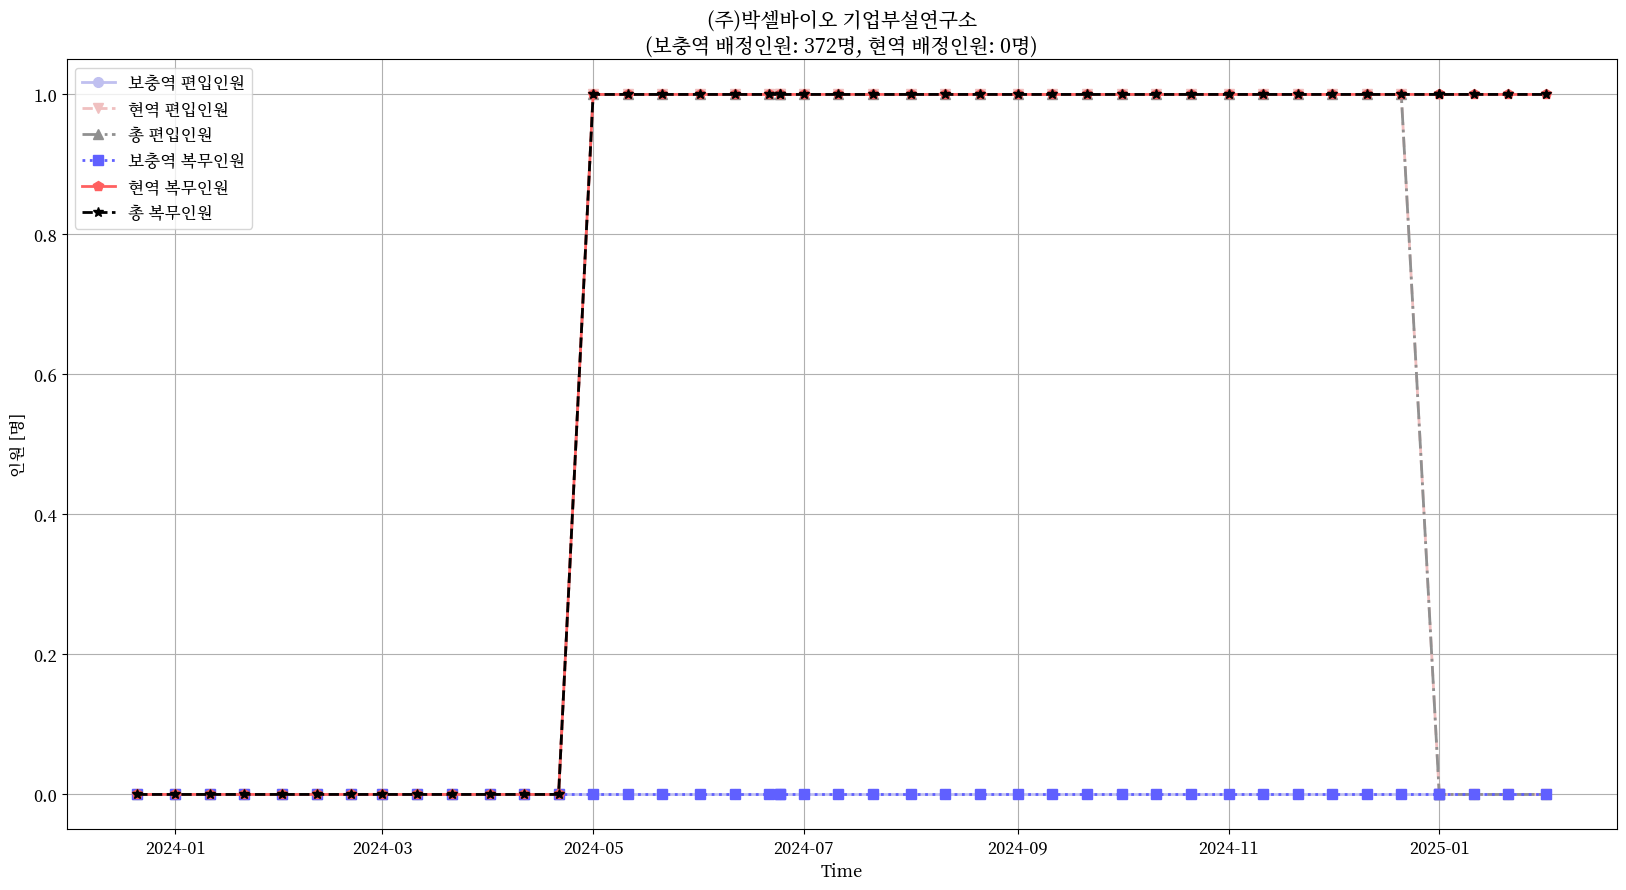 (주)박셀바이오 기업부설연구소
(보충역 배정인원: 372명, 현역 배정인원: 0명)
보충역 편입인원
현역 편입인원
총 편입인원
보충역 복무인원
현역 복무인원
총 복무인원
1.0
0.8
0.6
0.4
0.2
0.0
인원 [명]
2024-01
2024-03
2024-05
2024-07
2024-09
2024-11
2025-01
Time